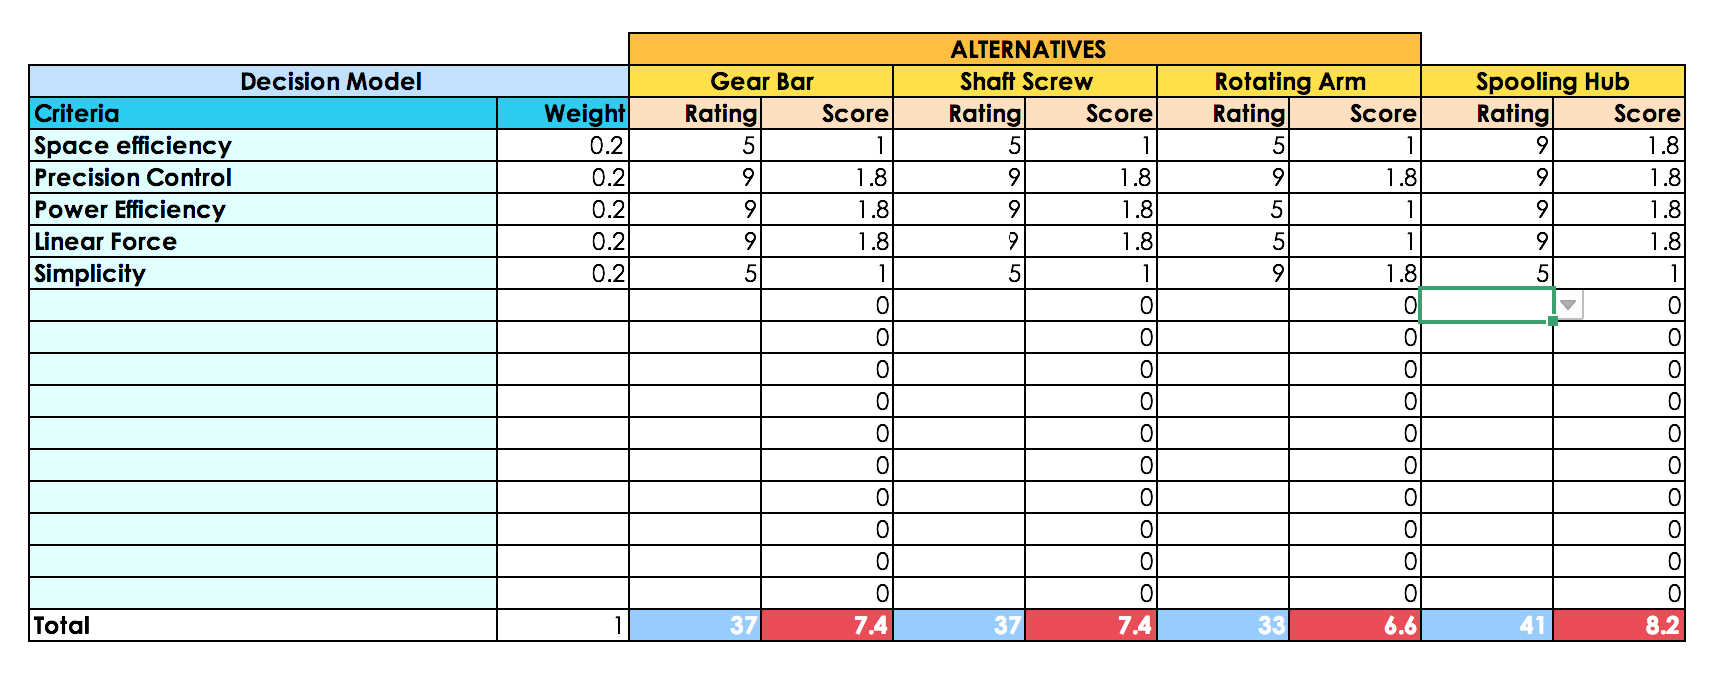 ALTERNATIVES
Decision Model Gear Bar Shaft Screw Rotating Arm Spooling Hub
Criteria Weight Rating Score Rating Score Rating Score Rating Score
Space efficiency 0.2 5 1 5 1 5 1 9 1.8
Precision Control 0.2 9 1.8 9 1.8 9 1.8 9 1.8
Power Efficiency 0.2 9 1.8 9 1.8 5 1 9 1.8
Linear Force 0.2 9 1.8 9 1.8 5 1 9 1.8
Simplicity 0.2 5 1 5 1 9 1.8 5 1
0 0 0 0
0 0 0 0
0 0 0 0
0 0 0 0
0 0 0 0
0 0 0 0
0 0 0 0
0 0 0 0
0 0 0 0
0 0 0 0
Total 1 37 7.4 37 7.4 33 6.6 41 8.2